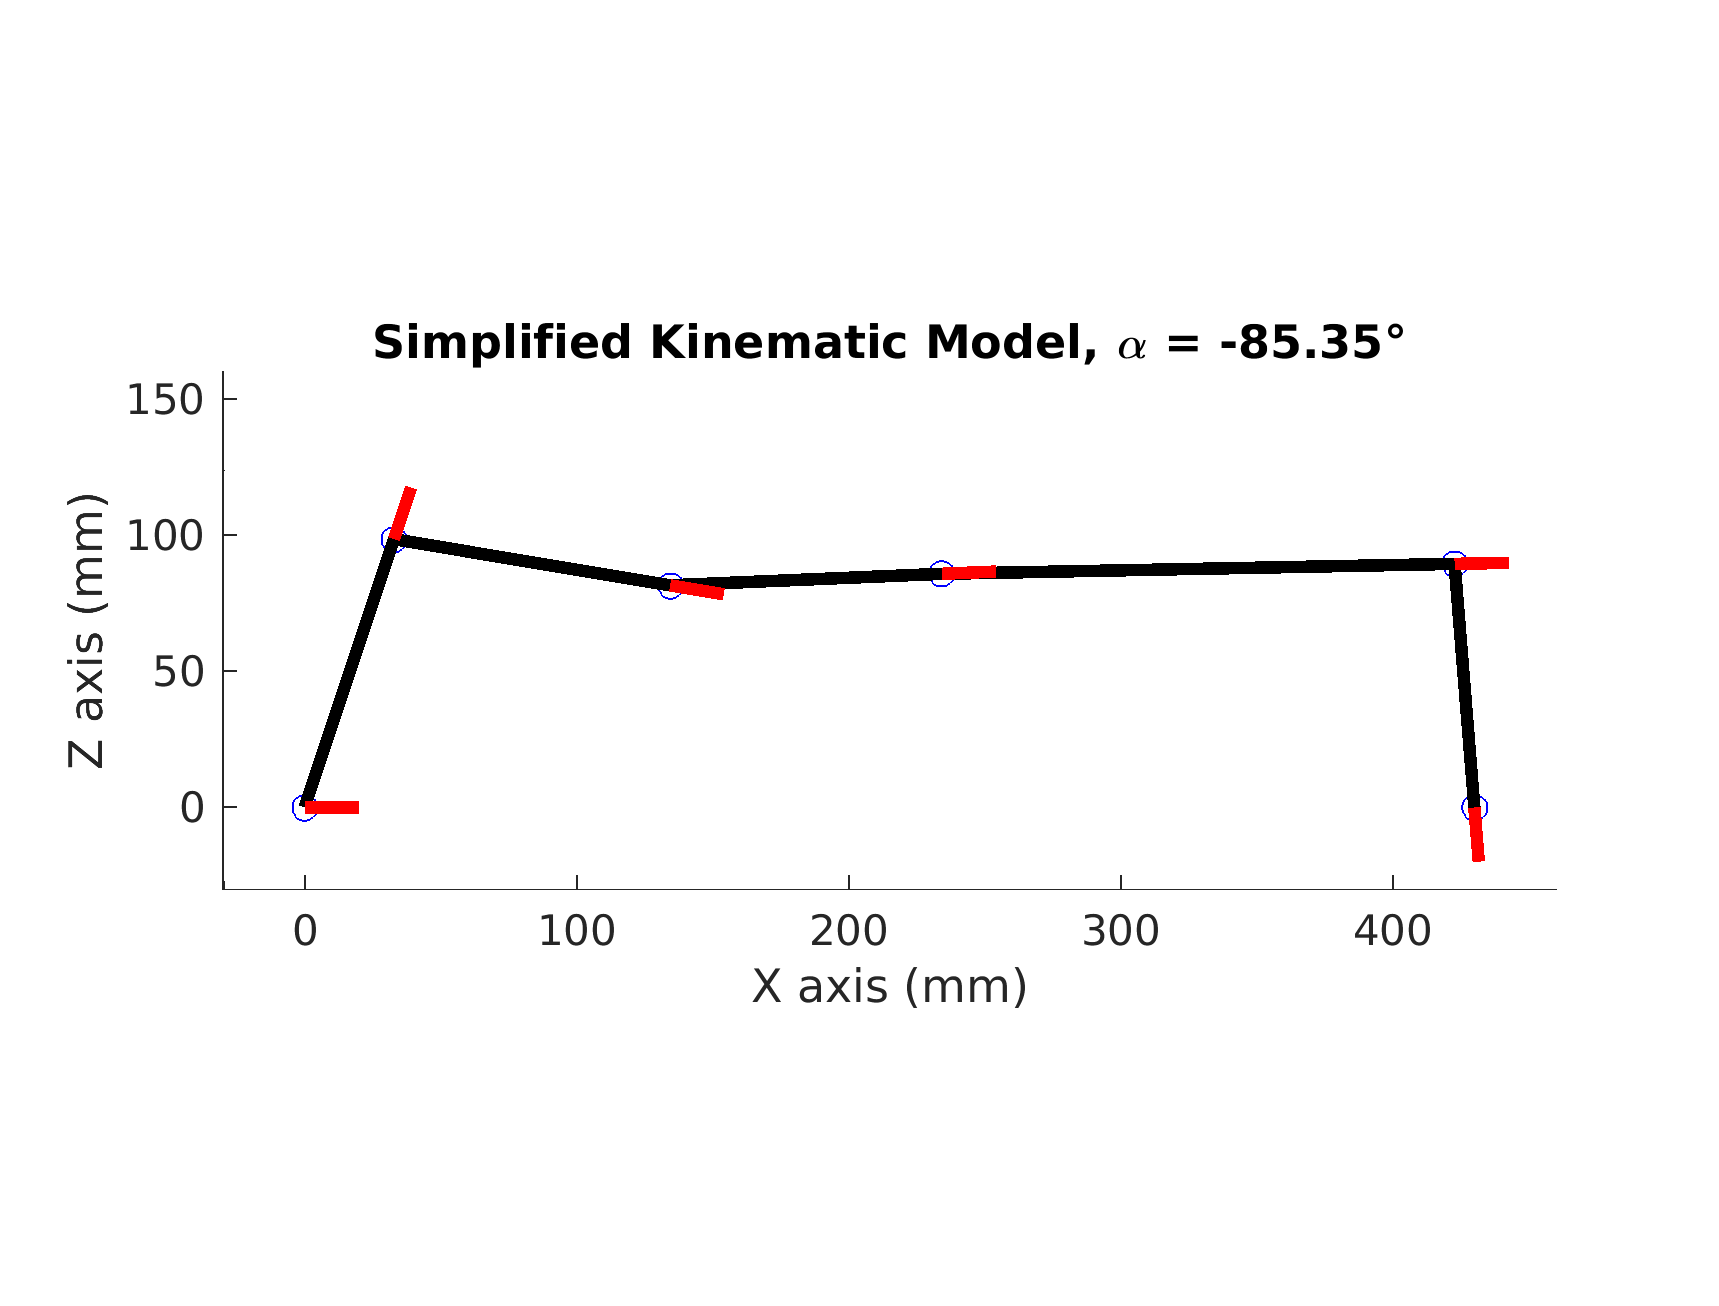 Simplified Kinematic Model, α = -85.35°
150
100
50
0
Z axis (mm)
0 100 200 300 400
X axis (mm)